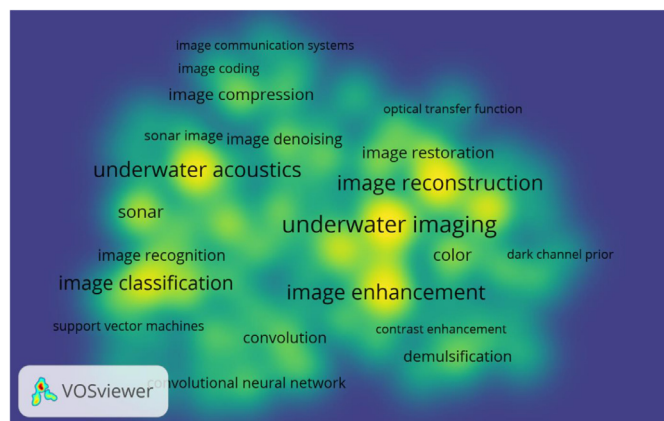 image communication systems
image coding
image compression
optical transfer function
sonar image
image denoising
image restoration
underwater acoustics
image reconstruction
sonar
underwater imaging
image recognition
color
dark channel prior
image classification
image enhancement
support vector machines
convolution
contrast enhancement
demulsification
convolutional neural network
VOSviewer